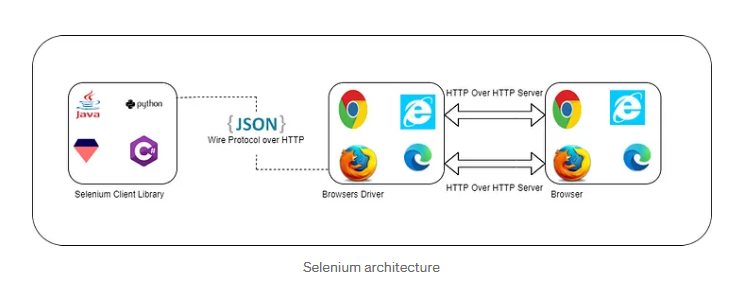 HTTP Over HTTP Server
Java
python
{JSON}
Wire Protocol over HTTP
C#
HTTP Over HTTP Server
Selenium Client Library
Browsers Driver
Browser
Selenium architecture